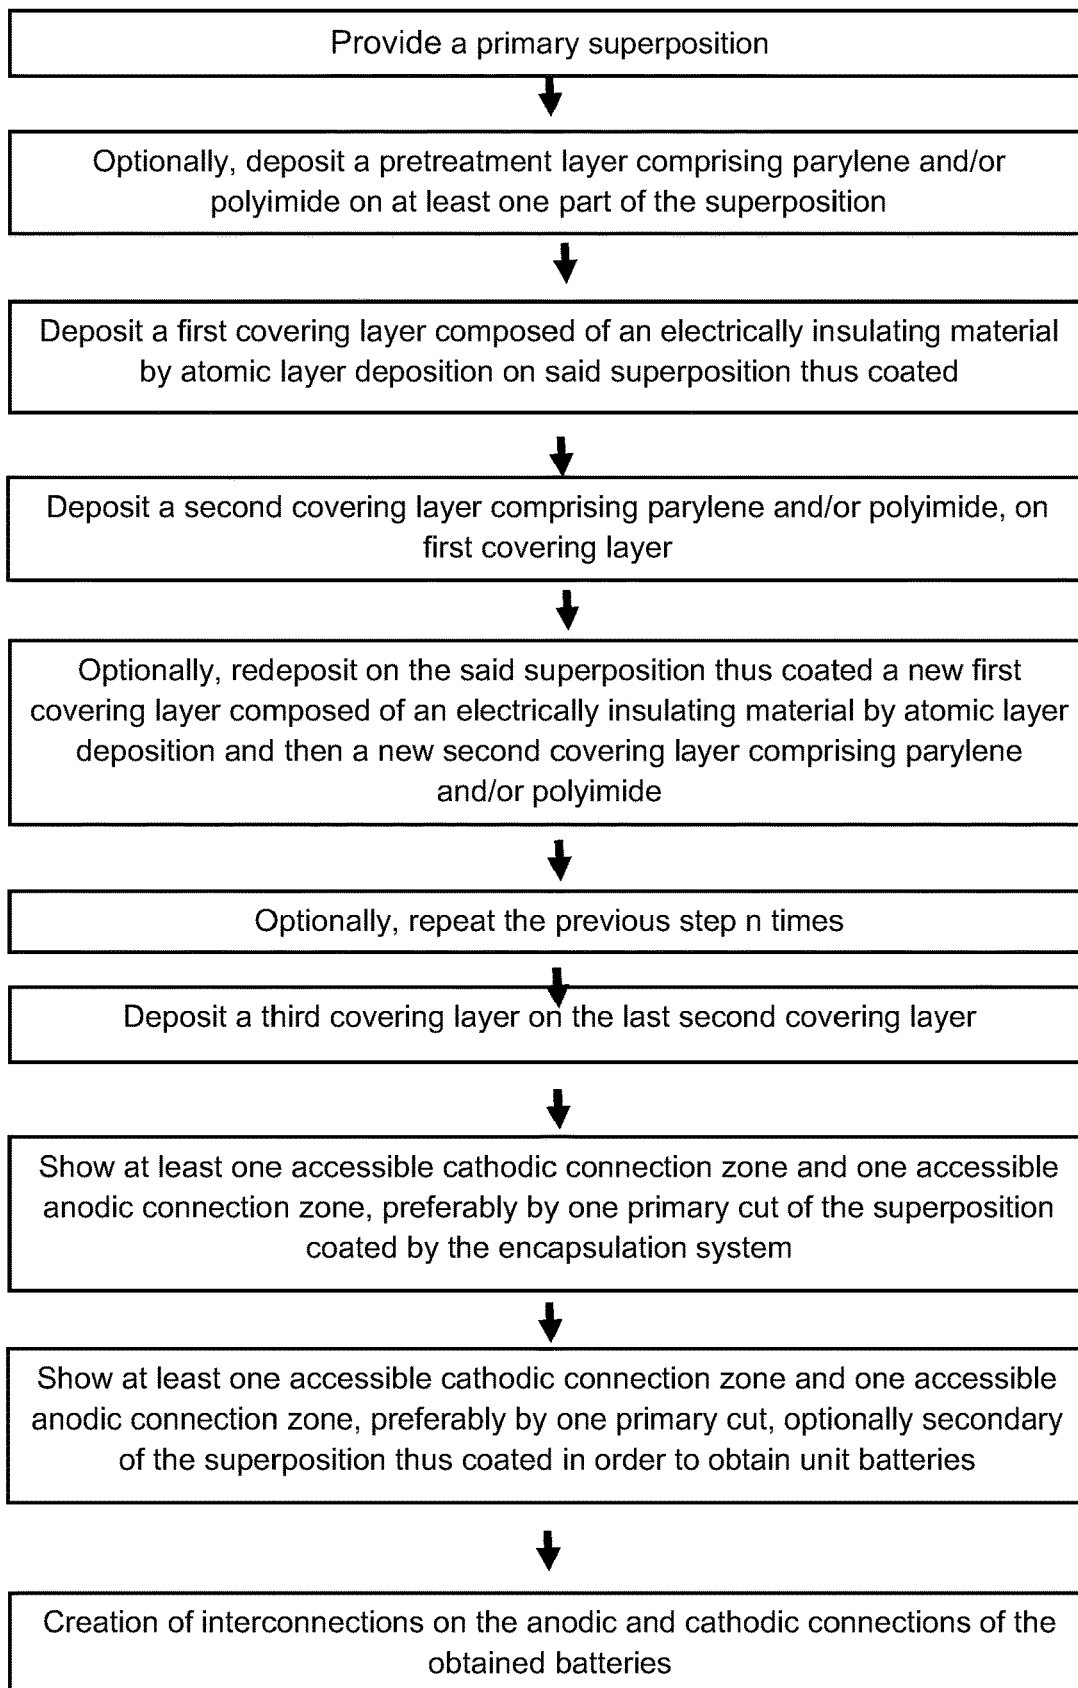 Provide a primary superposition
Optionally, deposit a pretreatment layer comprising parylene and/or
polyimide on at least one part of the superposition
Deposit a first covering layer composed of an electrically insulating material
by atomic layer deposition on said superposition thus coated
Deposit a second covering layer comprising parylene and/or polyimide, on
first covering layer
Optionally, redeposit on the said superposition thus coated a new first
covering layer composed of an electrically insulating material by atomic layer
deposition and then a new second covering layer comprising parylene
and/or polyimide
Optionally, repeat the previous step n times
Deposit a third covering layer on the last second covering layer
Show at least one accessible cathodic connection zone and one accessible
anodic connection zone, preferably by one primary cut of the superposition
coated by the encapsulation system
Show at least one accessible cathodic connection zone and one accessible
anodic connection zone, preferably by one primary cut, optionally secondary
of the superposition thus coated in order to obtain unit batteries
Creation of interconnections on the anodic and cathodic connections of the
obtained batteries